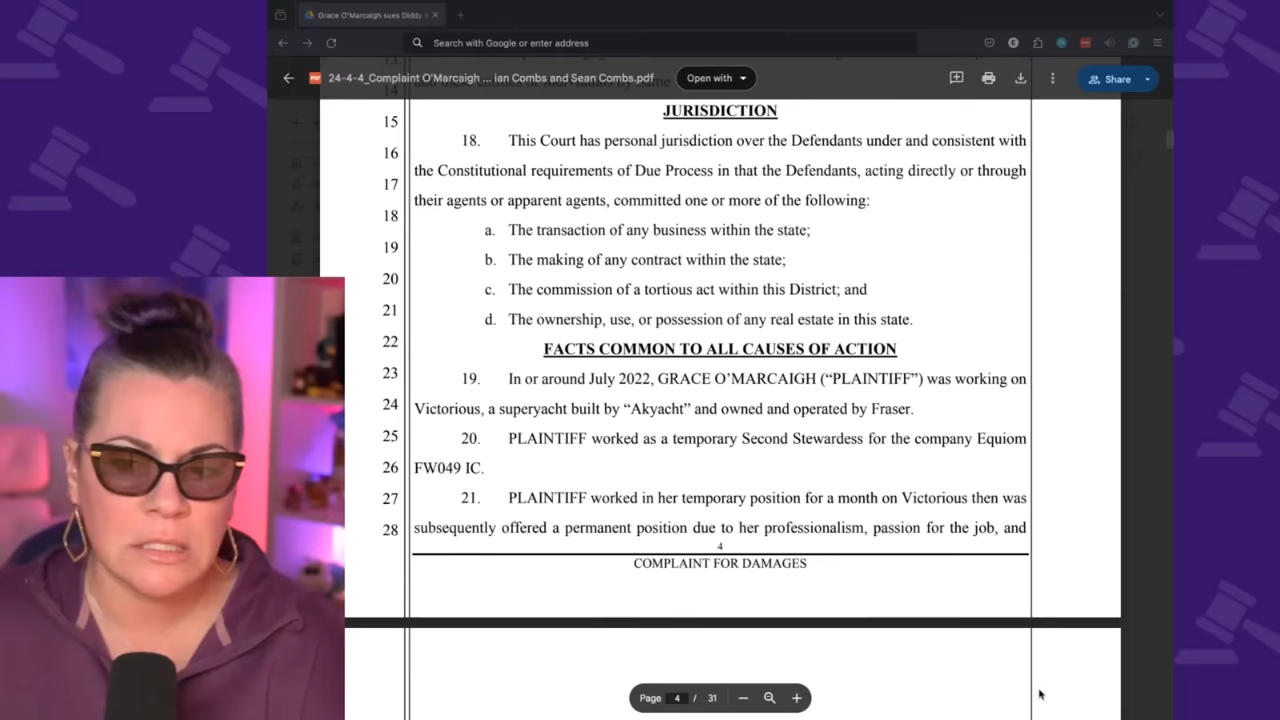 Grace O'Marcaigh sues Diddy
Search with Google or enter address
24-4-4_Complaint O'Marcaigh ... ian Combs and Sean Combs.pdf
Open with
Share
14
JURISDICTION
15
18. This Court has personal jurisdiction over the Defendants under and consistent with
16
the Constitutional requirements of Due Process in that the Defendants, acting directly or through
17
their agents or apparent agents, committed one or more of the following:
18
a. The transaction of any business within the state;
19
b. The making of any contract within the state;
20
c. The commission of a tortious act within this District; and
21
d. The ownership, use, or possession of any real estate in this state.
22
FACTS COMMON TO ALL CAUSES OF ACTION
23
19. In or around July 2022, GRACE O'MARCAIGH (“PLAINTIFF”) was working on
24
Victorious, a superyacht built by “Akyacht” and owned and operated by Fraser.
25
20. PLAINTIFF worked as a temporary Second Stewardess for the company Equiom
26
FW049 IC.
27
21. PLAINTIFF worked in her temporary position for a month on Victorious then was
28
subsequently offered a permanent position due to her professionalism, passion for the job, and
4
COMPLAINT FOR DAMAGES
Page 4 / 31